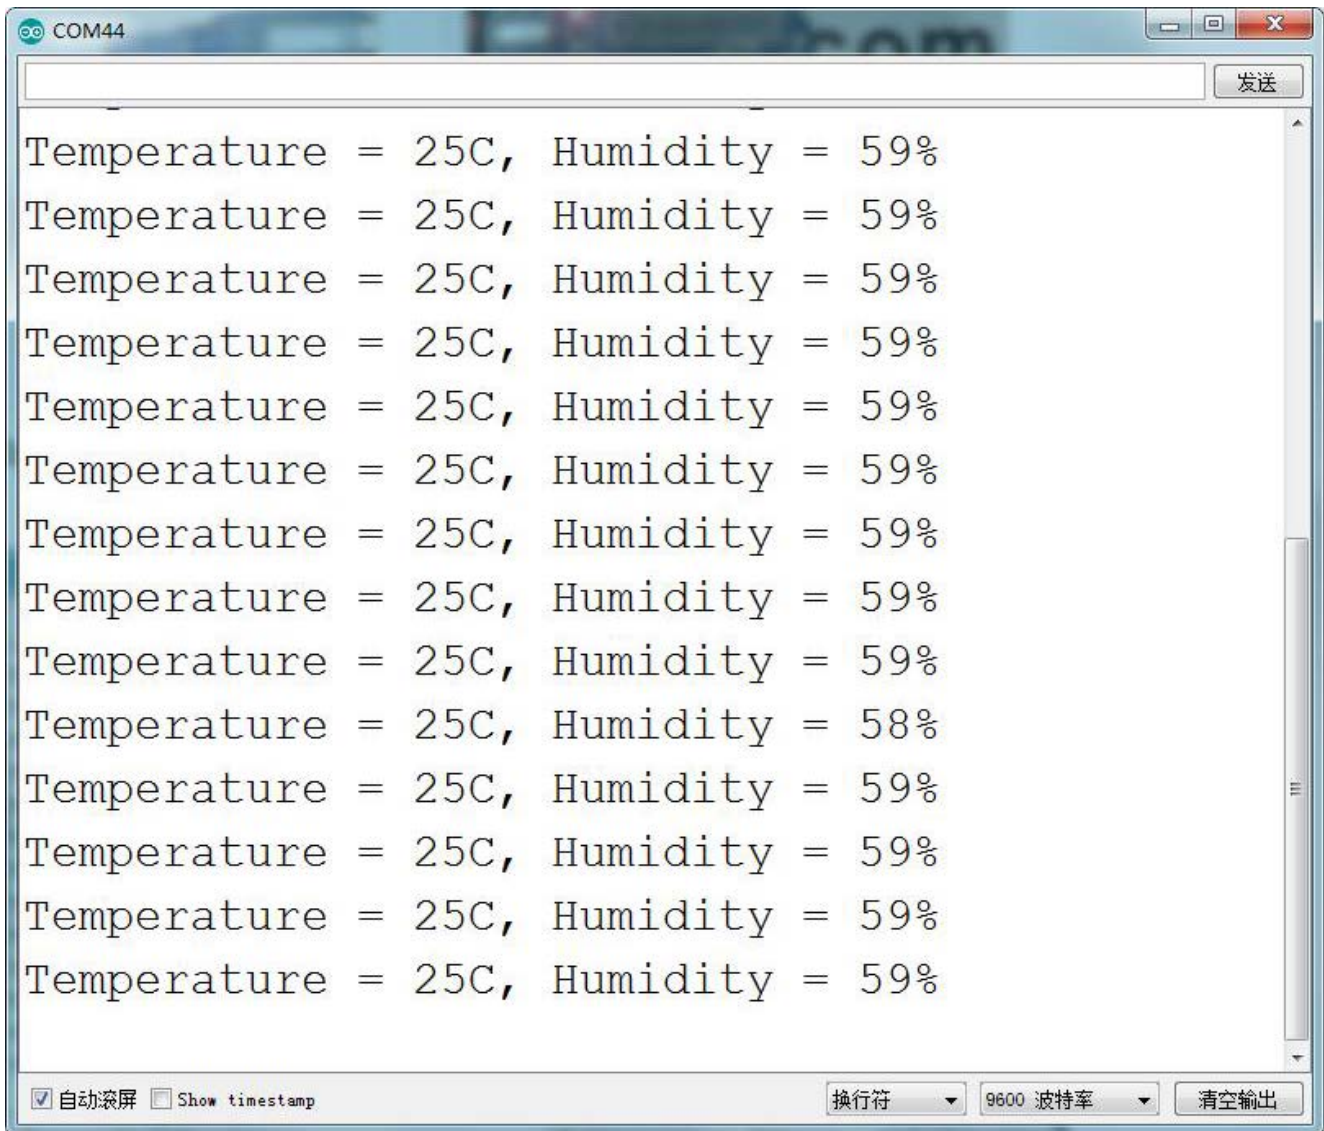 COM44
com
发送
Temperature = 25C, Humidity = 59%
Temperature = 25C, Humidity = 59%
Temperature = 25C, Humidity = 59%
Temperature = 25C, Humidity = 59%
Temperature = 25C, Humidity = 59%
Temperature = 25C, Humidity = 59%
Temperature = 25C, Humidity = 59%
Temperature = 25C, Humidity = 59%
Temperature = 25C, Humidity = 59%
Temperature = 25C, Humidity = 58%
Temperature = 25C, Humidity = 59%
Temperature = 25C, Humidity = 59%
Temperature = 25C, Humidity = 59%
Temperature = 25C, Humidity = 59%
自动滚屏 Show timestamp 换行符 9600 波特率 清空输出